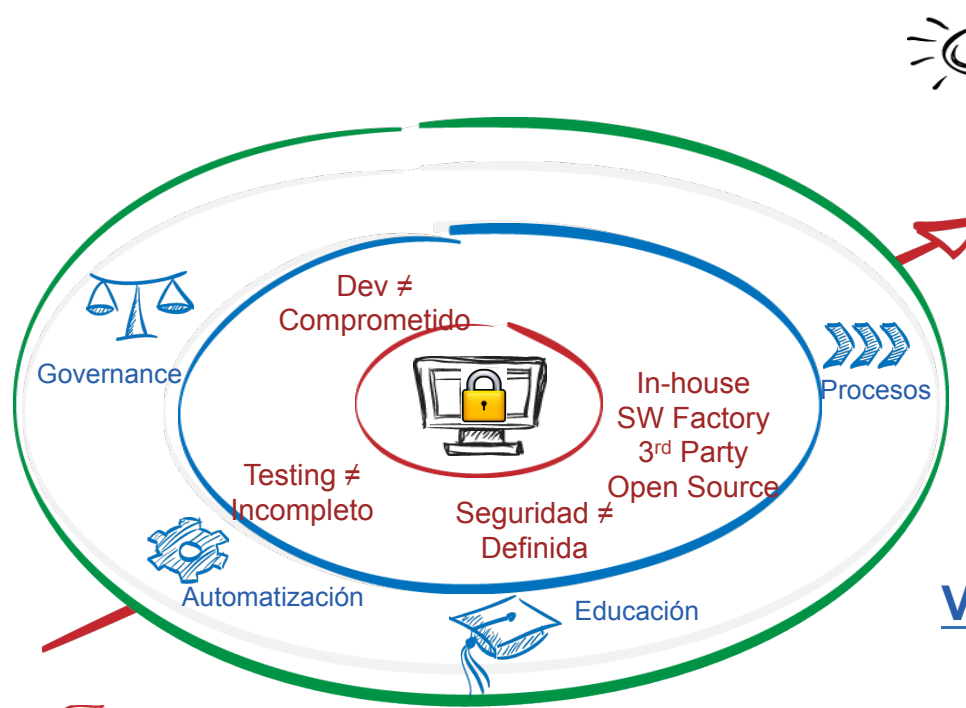 Dev ≠
Comprometido
Governance
In-house
SW Factory
3rd Party
Open Source
Procesos
Testing ≠
Incompleto
Seguridad ≠
Definida
Automatización
Educación
V